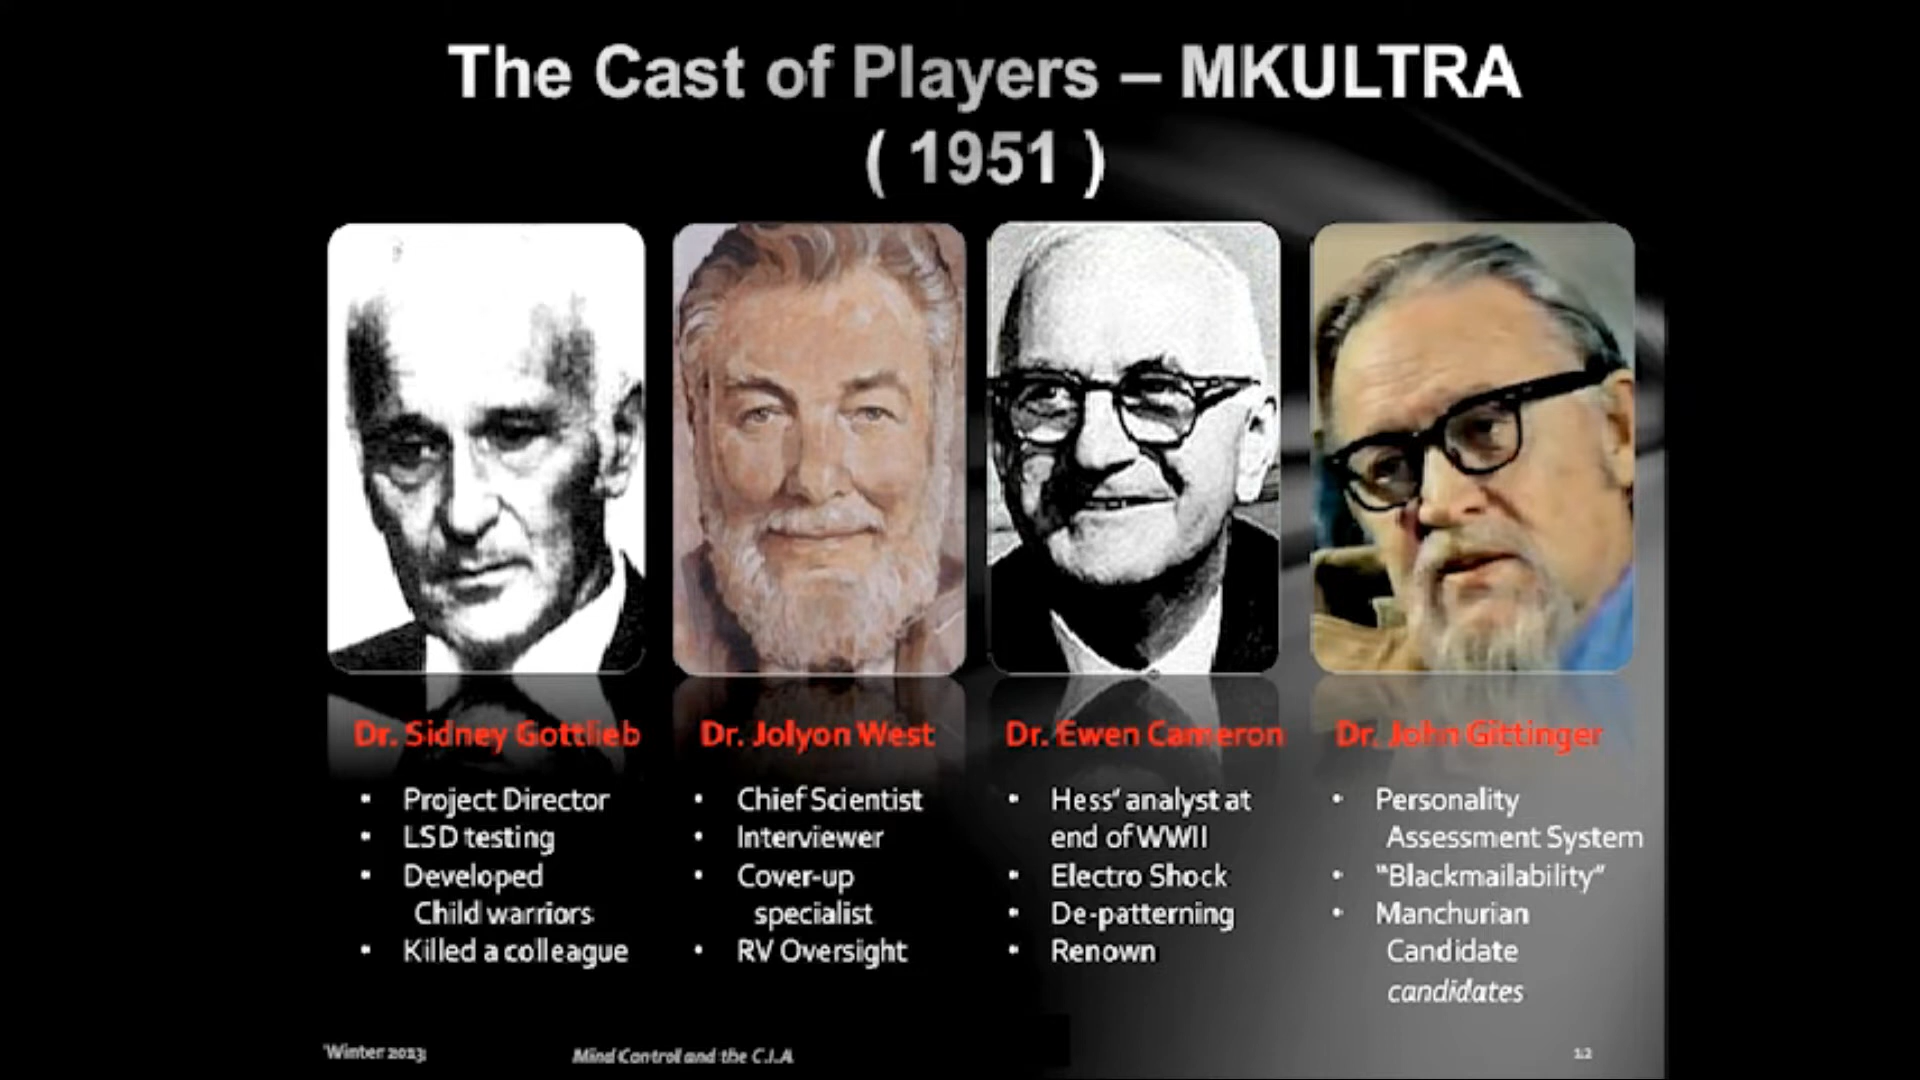 The Cast of Players – MKULTRA
( 1951 )
Dr. Sidney Gottlieb
• Project Director
• LSD testing
• Developed
Child warriors
• Killed a colleague
Dr. Jolyon West
• Chief Scientist
• Interviewer
• Cover-up
specialist
• RV Oversight
Dr. Ewen Cameron
• Hess' analyst at
end of WWII
• Electro Shock
• De-patterning
• Renown
Dr. John Gittinger
• Personality
Assessment System
• "Blackmailability"
• Manchurian
Candidate
candidates
Winter 2013
Mind Control and the C.I.A
12